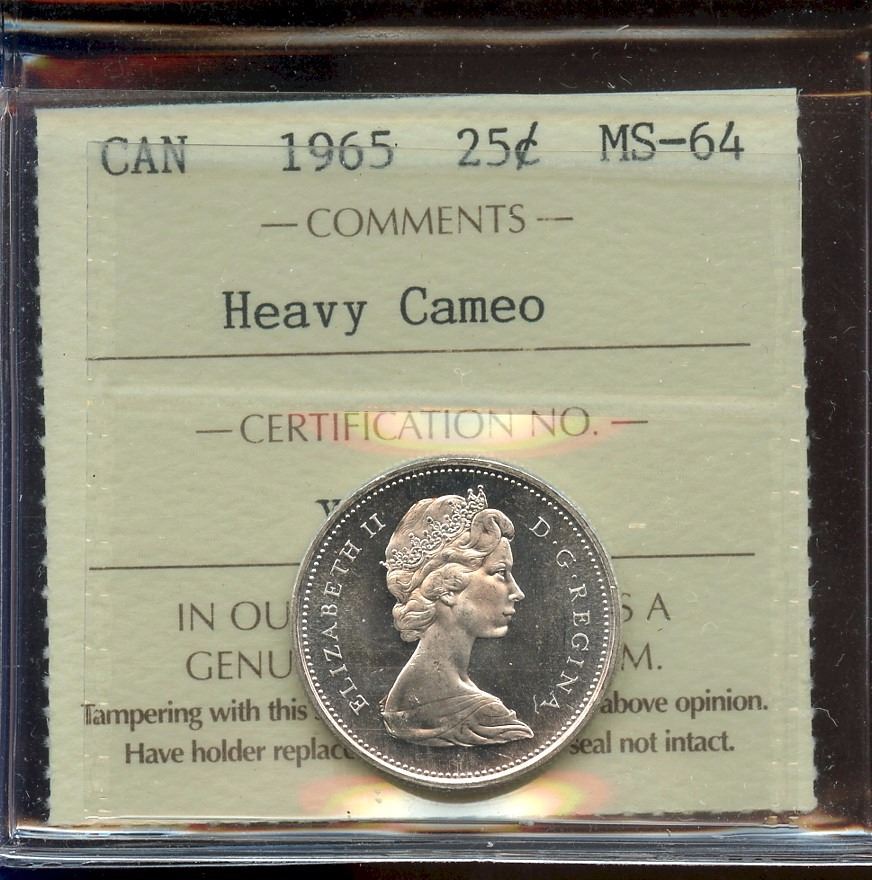 CAN 1965 25¢ MS-64
— COMMENTS —
Heavy Cameo
— CERTIFICATION NO. —
ELIZABETH II D·G·REGINA
IN OU
GENU M.
Tampering with this above opinion.
Have holder replac seal not intact.